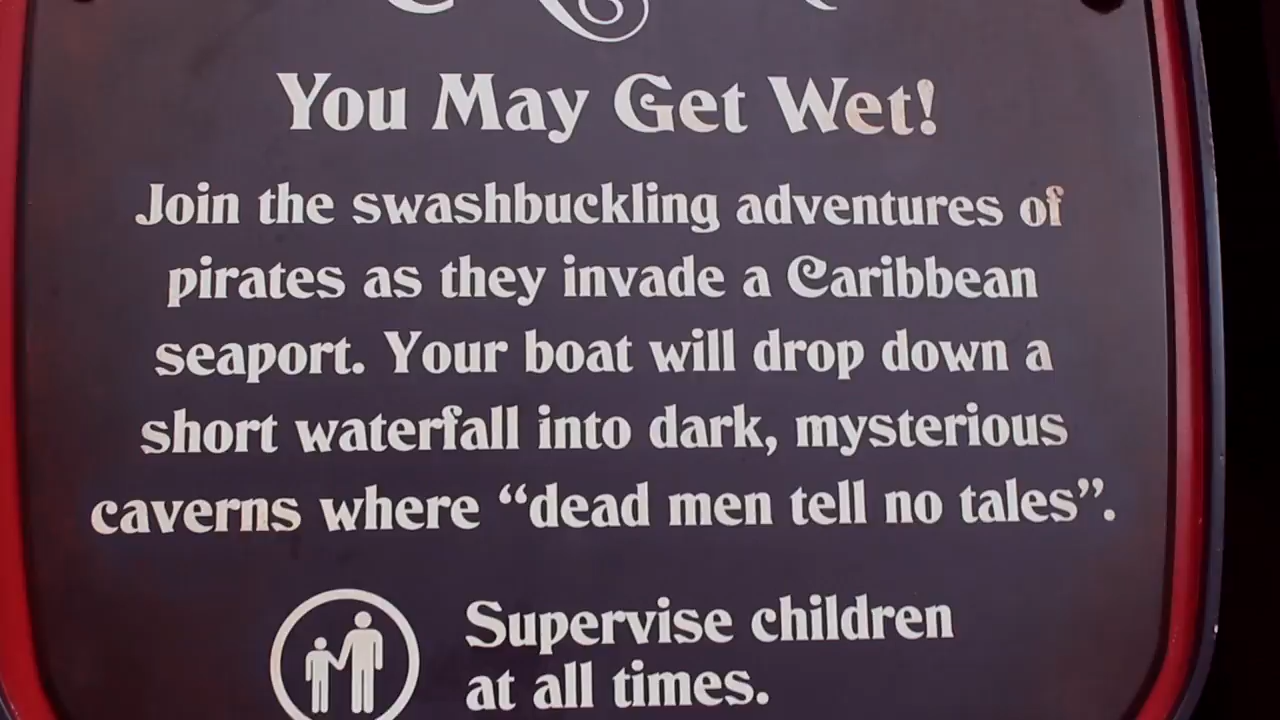 You May Get Wet!
Join the swashbuckling adventures of
pirates as they invade a Caribbean
seaport. Your boat will drop down a
short waterfall into dark, mysterious
caverns where “dead men tell no tales”.
Supervise children
at all times.